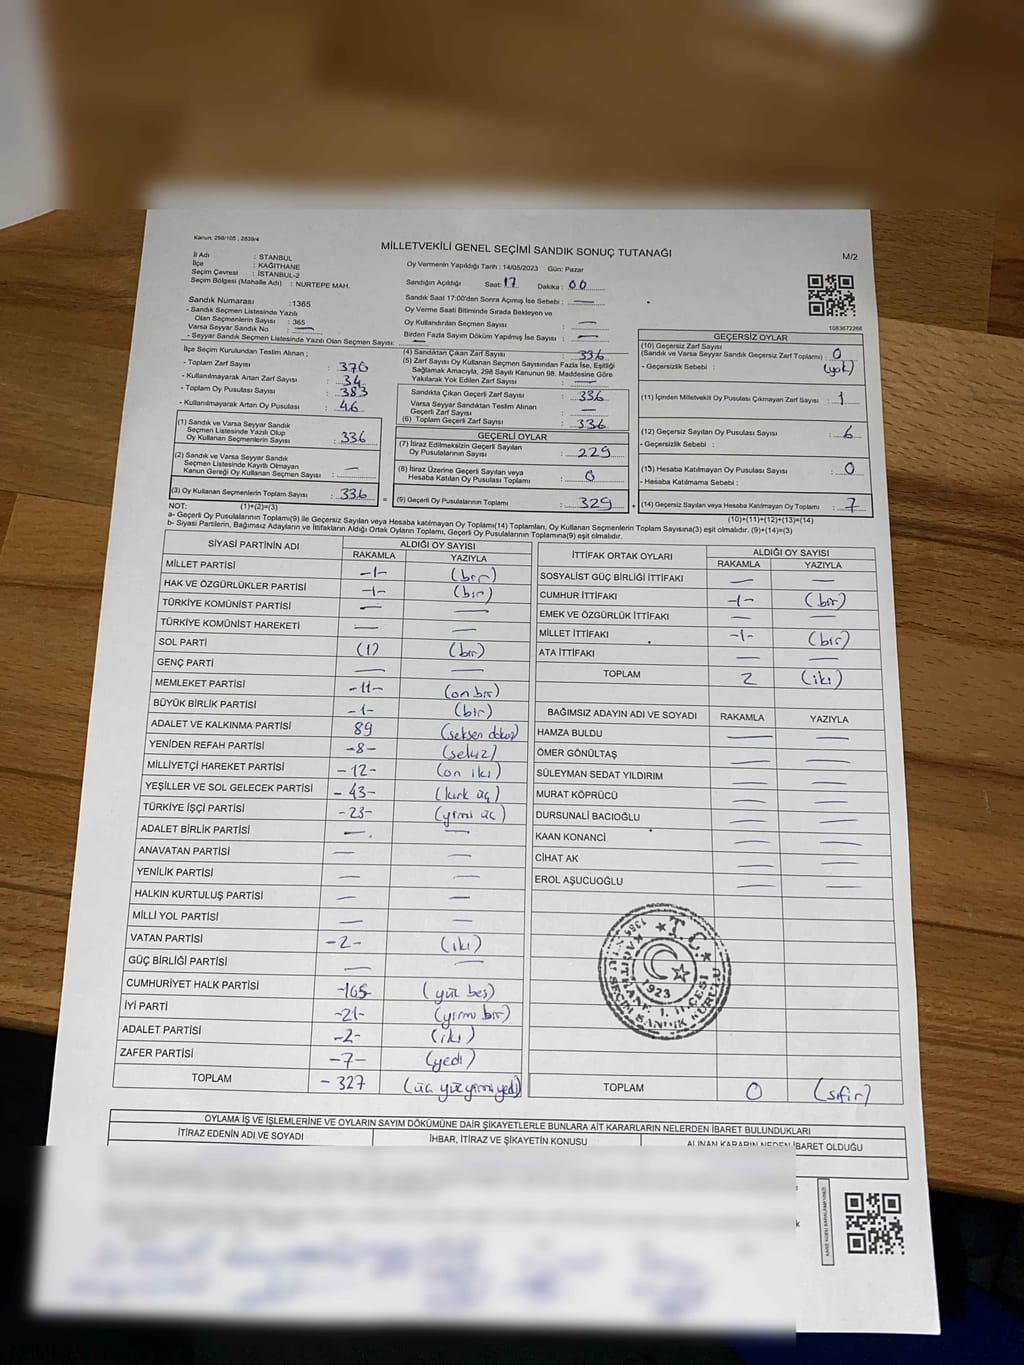 Kanun; 298/105 , 2839/4
MİLLETVEKİLİ GENEL SEÇİMİ SANDIK SONUÇ TUTANAĞI
M/2
İl Adı : STANBUL
İlçe : KAĞITHANE
Seçim Çevresi : İSTANBUL-2
Seçim Bölgesi (Mahalle Adı) : NURTEPE MAH.
Oy Vermenin Yapıldığı Tarih : 14/05/2023 Gün: Pazar
Sandığın Açıldığı Saat: 17 Dakika : 00
Sandık Saat 17:00'den Sonra Açımış İse Sebebi : —
Oy Verme Saati Bitiminde Sırada Bekleyen ve
Oy Kullandırılan Seçmen Sayısı : —
Birden Fazla Sayım Döküm Yapılmış İse Sayısı : —
1083672266
Sandık Numarası :1365
- Sandık Seçmen Listesinde Yazılı
Olan Seçmenlerin Sayısı : 365
Varsa Seyyar Sandık No : —
- Seyyar Sandık Seçmen Listesinde Yazılı Olan Seçmen Sayısı: —
İlçe Seçim Kurulundan Teslim Alınan ;
- Toplam Zarf Sayısı : 370
- Kullanılmayarak Artan Zarf Sayısı : 34
- Toplam Oy Pusulası Sayısı : 383
- Kullanılmayarak Artan Oy Pusulası : 46
(1) Sandık ve Varsa Seyyar Sandık
Seçmen Listesinde Yazılı Olup
Oy Kullanan Seçmenlerin Sayısı : 336
(2) Sandık ve Varsa Seyyar Sandık
Seçmen Listesinde Kayıtlı Olmayan
Kanun Gereği Oy Kullanan Seçmen Sayısı : —
(3) Oy Kullanan Seçmenlerin Toplam Sayısı : 336
(1)+(2)=(3)
(4) Sandıktan Çıkan Zarf Sayısı : 336
(5) Zarf Sayısı Oy Kullanan Seçmen Sayısından Fazla İse, Eşitliği
Sağlamak Amacıyla, 298 Sayılı Kanunun 98. Maddesine Göre
Yakılarak Yok Edilen Zarf Sayısı : —
Sandıkta Çıkan Geçerli Zarf Sayısı : 336
Varsa Seyyar Sandıktan Teslim Alınan
Geçerli Zarf Sayısı : —
(6) Toplam Geçerli Zarf Sayısı : 336
GEÇERLİ OYLAR
(7) İtiraz Edilmeksizin Geçerli Sayılan
Oy Pusulalarının Sayısı : 229
(8) İtiraz Üzerine Geçerli Sayılan veya
Hesaba Katılan Oy Pusulası Toplamı : 0
= (9) Geçerli Oy Pusulalarının Toplamı : 329
GEÇERSİZ OYLAR
(10) Geçersiz Zarf Sayısı
(Sandık ve Varsa Seyyar Sandık Geçersiz Zarf Toplamı) : 0
- Geçersizlik Sebebi : (yok)
(11) İçinden Milletvekili Oy Pusulası Çıkmayan Zarf Sayısı : 1
(12) Geçersiz Sayılan Oy Pusulası Sayısı : 6
- Geçersizlik Sebebi :
(13) Hesaba Katılmayan Oy Pusulası Sayısı : 0
- Hesaba Katılmama Sebebi :
+ (14) Geçersiz Sayılan veya Hesaba Katılmayan Oy Toplamı : 7
(10)+(11)+(12)+(13)=(14)
NOT:
a- Geçerli Oy Pusulalarının Toplamı(9) ile Geçersiz Sayılan veya Hesaba katılmayan Oy Toplamı(14) Toplamları, Oy Kullanan Seçmenlerin Toplam Sayısına(3) eşit olmalıdır. (9)+(14)=(3)
b- Siyasi Partilerin, Bağımsız Adayların ve İttifakların Aldığı Ortak Oyların Toplamı, Geçerli Oy Pusulalarının Toplamına(9) eşit olmalıdır.
SİYASİ PARTİNİN ADI ALDIĞI OY SAYISI
RAKAMLA YAZIYLA
MİLLET PARTİSİ -1- (bir)
HAK VE ÖZGÜRLÜKLER PARTİSİ -1- (bir)
TÜRKİYE KOMÜNİST PARTİSİ — —
TÜRKİYE KOMÜNİST HAREKETİ — —
SOL PARTİ (1) (bir)
GENÇ PARTİ — —
MEMLEKET PARTİSİ -11- (on bir)
BÜYÜK BİRLİK PARTİSİ -1- (bir)
ADALET VE KALKINMA PARTİSİ 89 (seksen dokuz)
YENİDEN REFAH PARTİSİ -8- (sekiz)
MİLLİYETÇİ HAREKET PARTİSİ -12- (on iki)
YEŞİLLER VE SOL GELECEK PARTİSİ -43- (kırk üç)
TÜRKİYE İŞÇİ PARTİSİ -23- (yirmi üç)
ADALET BİRLİK PARTİSİ — —
ANAVATAN PARTİSİ — —
YENİLİK PARTİSİ — —
HALKIN KURTULUŞ PARTİSİ — —
MİLLİ YOL PARTİSİ — —
VATAN PARTİSİ -2- (iki)
GÜÇ BİRLİĞİ PARTİSİ — —
CUMHURİYET HALK PARTİSİ -105- (yüz beş)
İYİ PARTİ -21- (yirmi bir)
ADALET PARTİSİ -2- (iki)
ZAFER PARTİSİ -7- (yedi)
TOPLAM - 327 (üç yüz yirmi yedi)
İTTİFAK ORTAK OYLARI ALDIĞI OY SAYISI
RAKAMLA YAZIYLA
SOSYALİST GÜÇ BİRLİĞİ İTTİFAKI — —
CUMHUR İTTİFAKI -1- (bir)
EMEK VE ÖZGÜRLÜK İTTİFAKI — —
MİLLET İTTİFAKI -1- (bir)
ATA İTTİFAKI — —
TOPLAM 2 (iki)
BAĞIMSIZ ADAYIN ADI VE SOYADI RAKAMLA YAZIYLA
HAMZA BULDU — —
ÖMER GÖNÜLTAŞ — —
SÜLEYMAN SEDAT YILDIRIM — —
MURAT KÖPRÜCÜ — —
DURSUNALİ BACIOĞLU — —
KAAN KONANCİ — —
CİHAT AK — —
EROL AŞUCUOĞLU — —
T.C.
KAĞITHANE 1. İLÇESİ
SEÇİM SANDIK KURULU
1923
TOPLAM 0 (sıfır)
OYLAMA İŞ VE İŞLEMLERİNE VE OYLARIN SAYIM DÖKÜMÜNE DAİR ŞİKAYETLERLE BUNLARA AİT KARARLARIN NELERDEN İBARET BULUNDUKLARI
İTİRAZ EDENİN ADI VE SOYADI İHBAR, İTİRAZ VE ŞİKAYETİN KONUSU ALINAN KARARIN NEDEN İBARET OLDUĞU